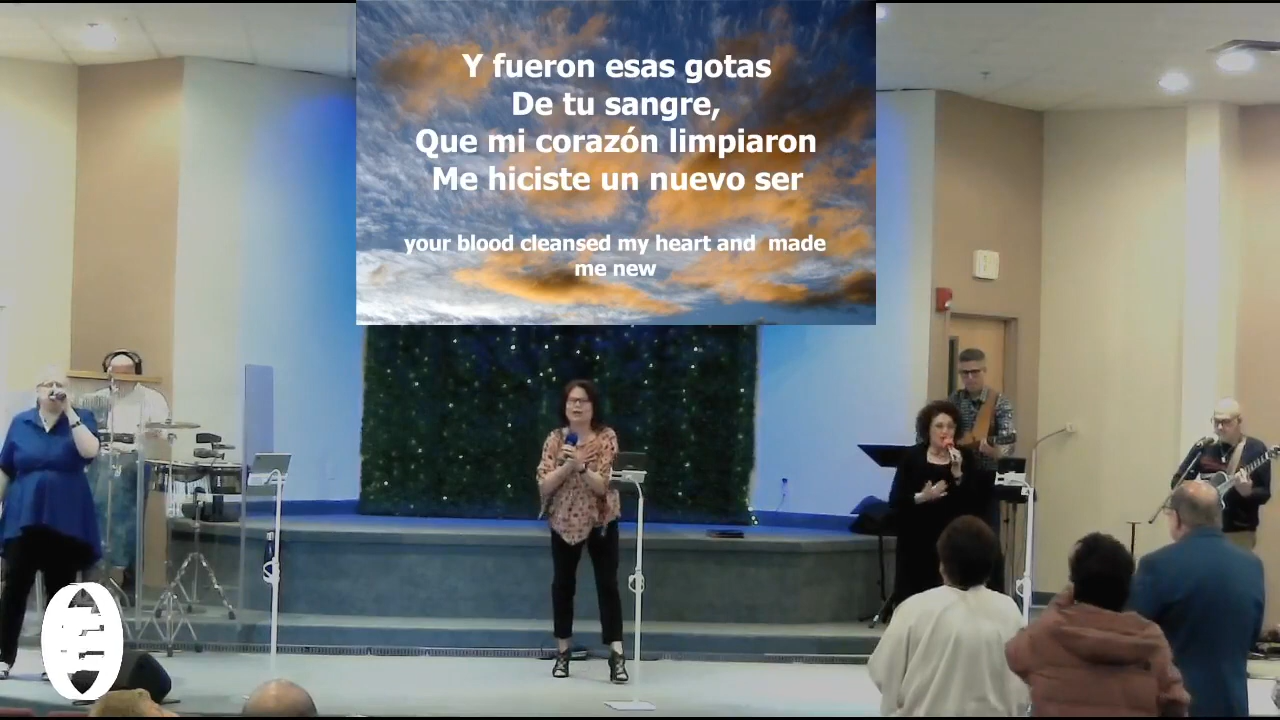 Y fueron esas gotas
De tu sangre,
Que mi corazón limpiaron
Me hiciste un nuevo ser
your blood cleansed my heart and made
me new